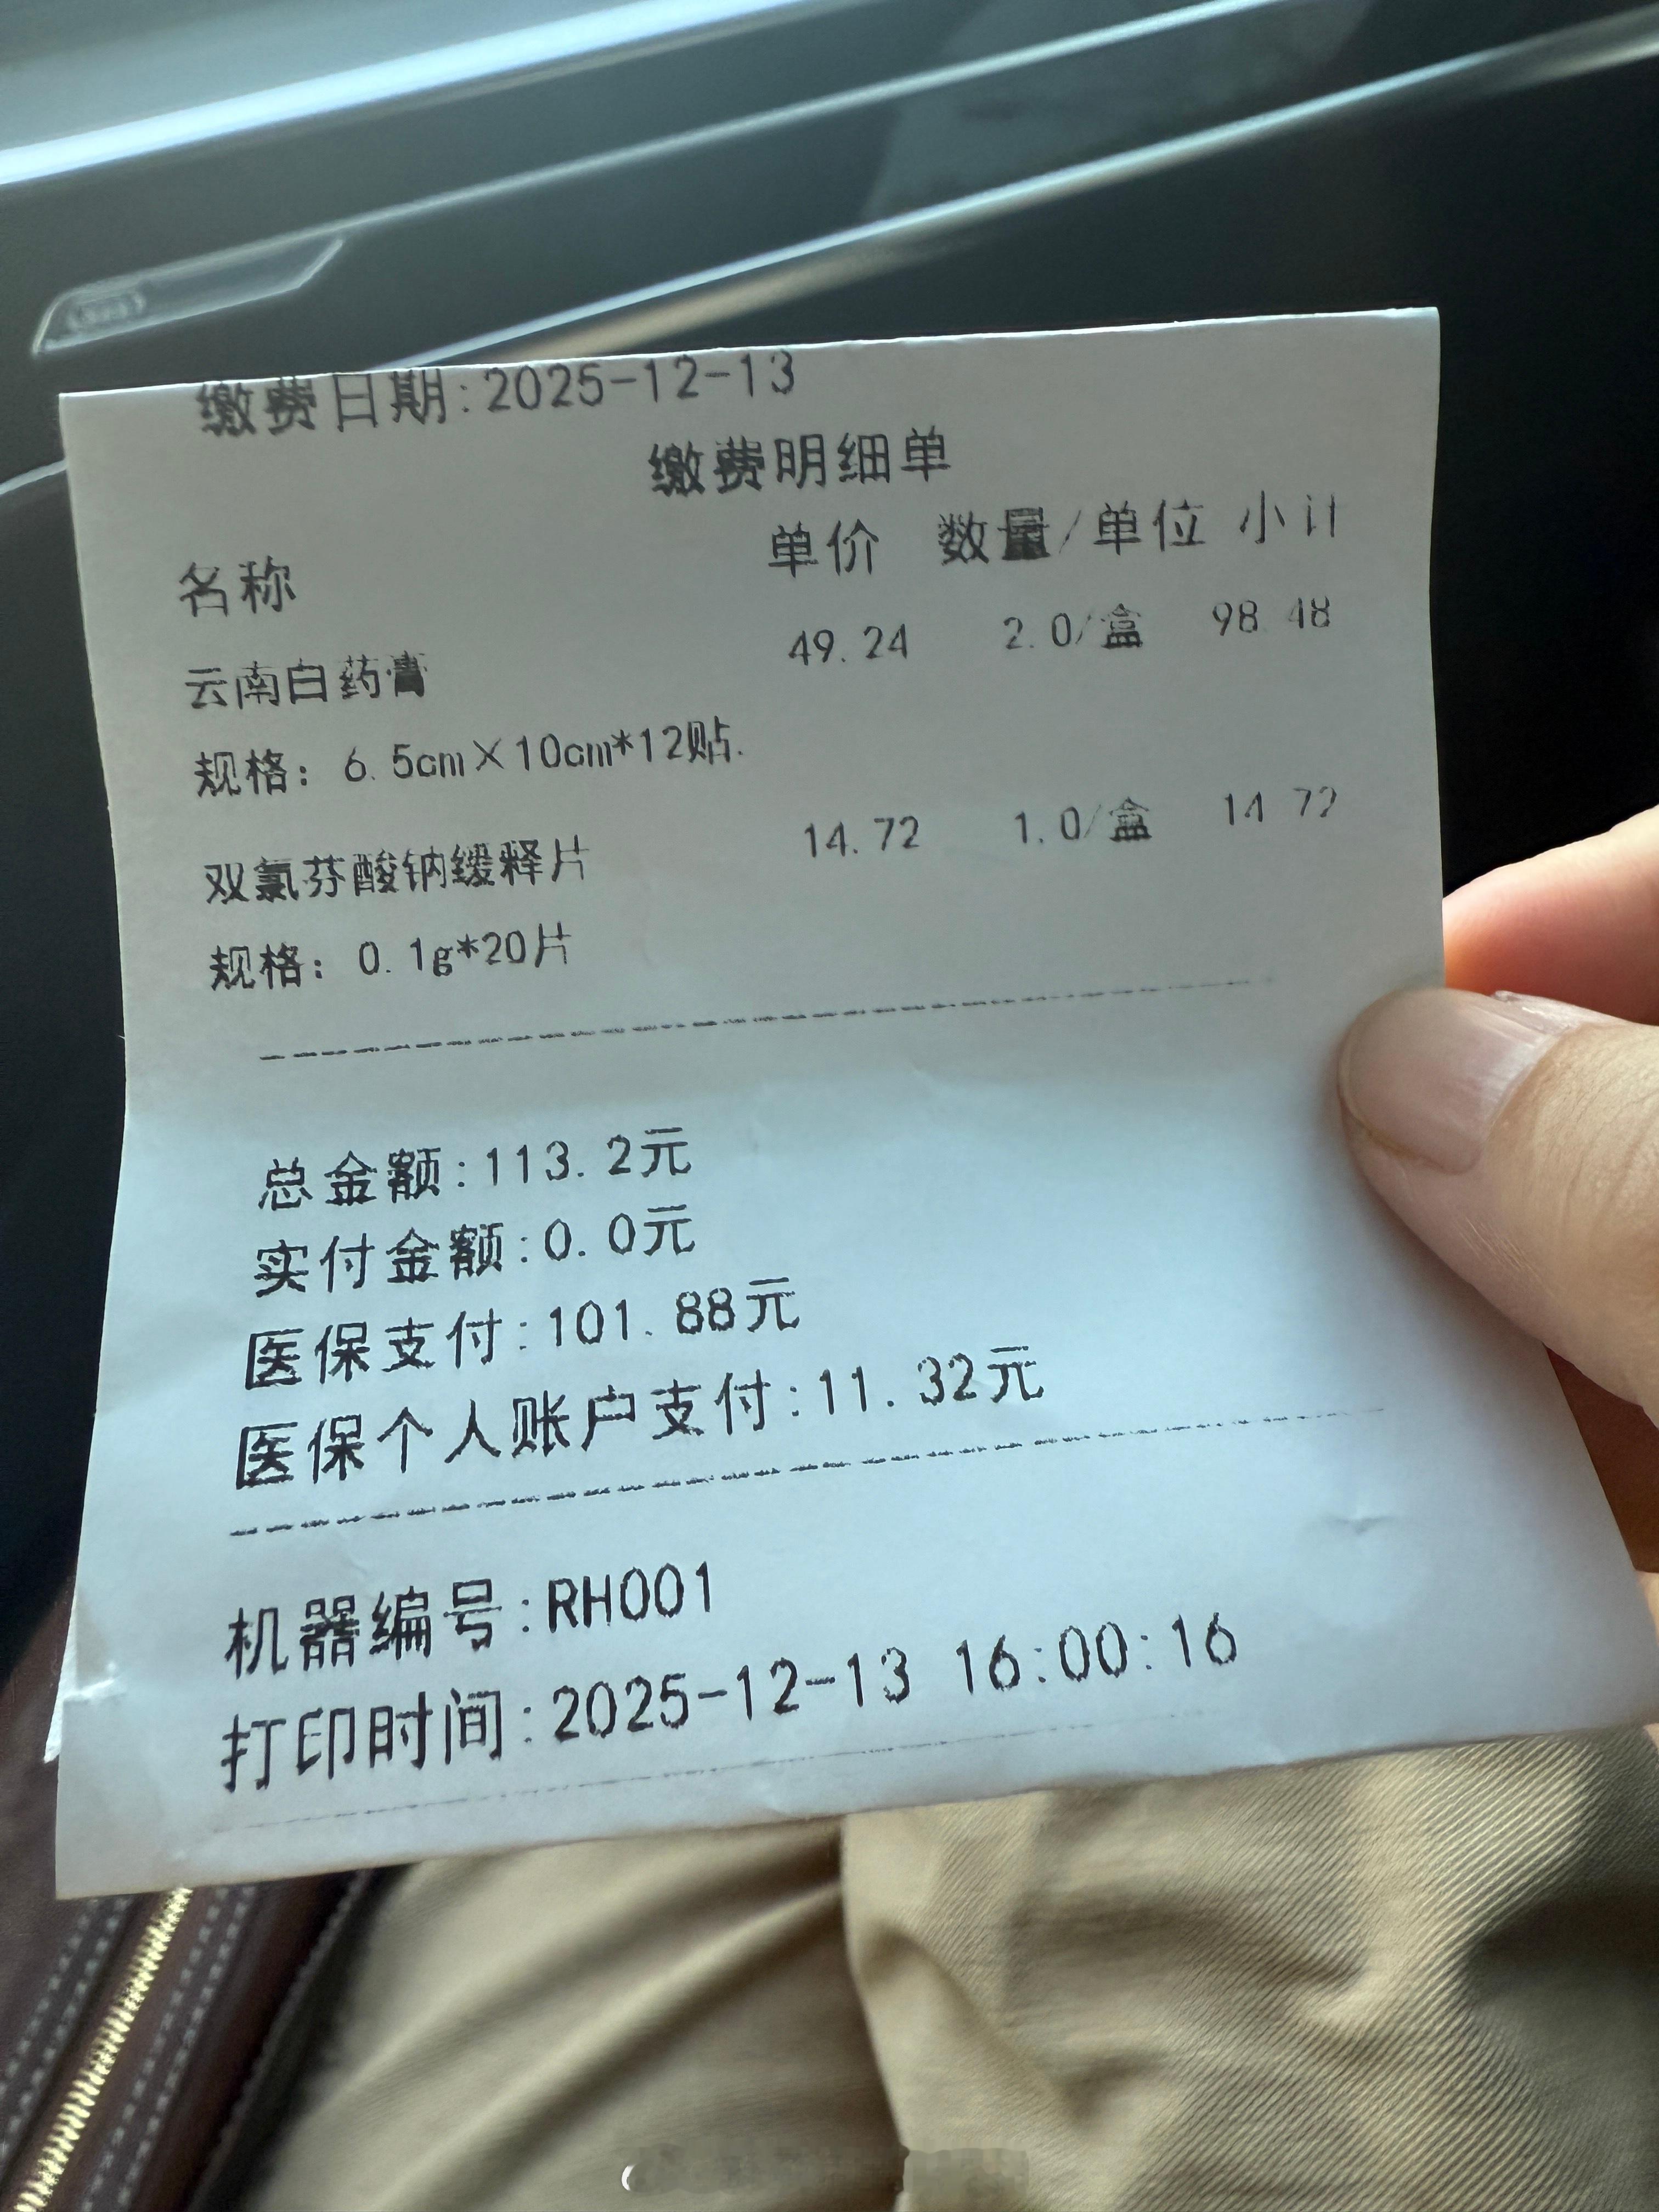 缴费日期:2025-12-13
缴费明细单
名称 单价 数量/单位 小计
云南白药膏 49.24 2.0/盒 98.48
规格：6.5cm×10cm*12贴.
双氯芬酸钠缓释片 14.72 1.0/盒 14.72
规格：0.1g*20片
总金额:113.2元
实付金额:0.0元
医保支付:101.88元
医保个人账户支付:11.32元
机器编号:RH001
打印时间:2025-12-13 16:00:16